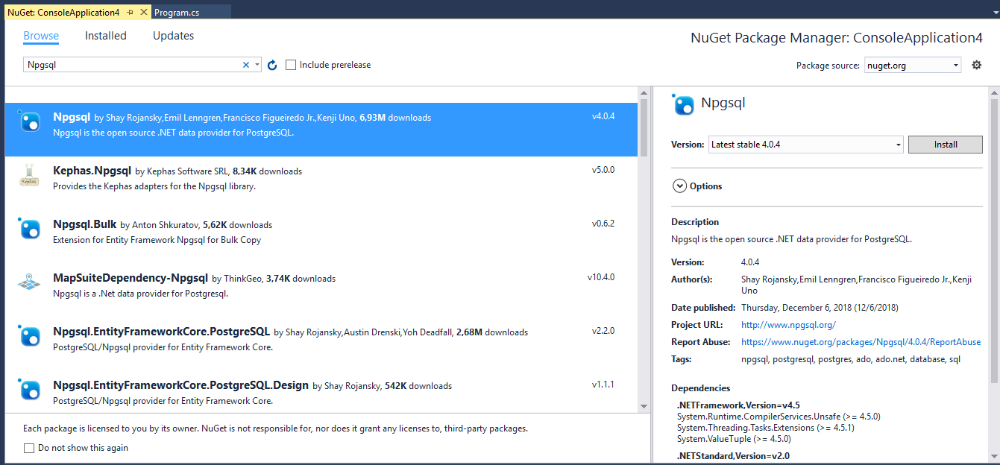 NuGet: ConsoleApplication4
Program.cs
Browse
Installed
Updates
NuGet Package Manager: ConsoleApplication4
Npgsql
Include prerelease
Package source:
nuget.org
Npgsql by Shay Rojansky,Emil Lenngren,Francisco Figueiredo Jr.,Kenji Uno, 6,93M downloads
v4.0.4
Npgsql is the open source .NET data provider for PostgreSQL.
Kephas.Npgsql by Kephas Software SRL, 8,34K downloads
v5.0.0
Kephas
Provides the Kephas adapters for the Npgsql library.
Npgsql.Bulk by Anton Shkuratov, 5,62K downloads
v0.6.2
Extension for Entity Framework Npgsql for Bulk Copy
MapSuiteDependency-Npgsql by ThinkGeo, 3,74K downloads
v10.4.0
Npgsql is a .Net data provider for Postgresql.
Npgsql.EntityFrameworkCore.PostgreSQL by Shay Rojansky,Austin Drenski,Yoh Deadfall, 2,68M downloads
v2.2.0
PostgreSQL/Npgsql provider for Entity Framework Core.
Npgsql.EntityFrameworkCore.PostgreSQL.Design by Shay Rojansky, 542K downloads
v1.1.1
PostgreSQL/Npgsql provider for Entity Framework Core.
Each package is licensed to you by its owner. NuGet is not responsible for, nor does it grant any licenses to, third-party packages.
Do not show this again
Npgsql
Version:
Latest stable 4.0.4
Install
Options
Description
Npgsql is the open source .NET data provider for PostgreSQL.
Version: 4.0.4
Author(s): Shay Rojansky,Emil Lenngren,Francisco Figueiredo Jr.,Kenji
Uno
Date published: Thursday, December 6, 2018 (12/6/2018)
Project URL: http://www.npgsql.org/
Report Abuse: https://www.nuget.org/packages/Npgsql/4.0.4/ReportAbuse
Tags: npgsql, postgresql, postgres, ado, ado.net, database, sql
Dependencies
.NETFramework,Version=v4.5
System.Runtime.CompilerServices.Unsafe (>= 4.5.0)
System.Threading.Tasks.Extensions (>= 4.5.1)
System.ValueTuple (>= 4.5.0)
.NETStandard,Version=v2.0